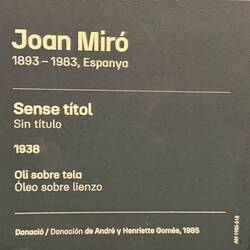 Joan Miró
1893 – 1983, Espanya
Sense títol
Sin título
1938
Oli sobre tela
Óleo sobre lienzo
Donació / Donación de André y Henriette Gomés, 1985